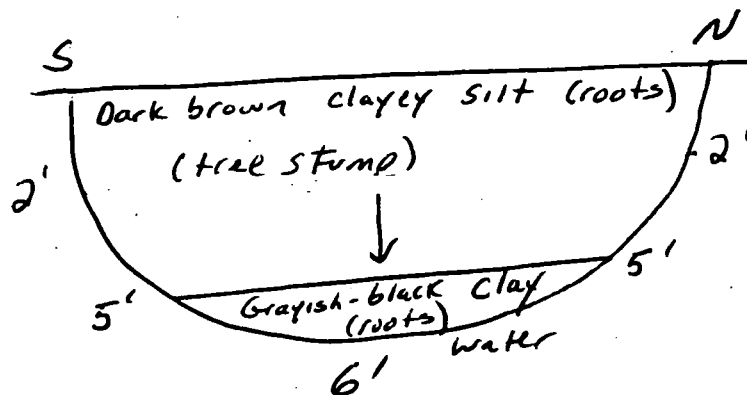 S N
Dark brown clayey silt (roots)
(tree stump)
2' 2'
5' 5'
Grayish-black clay
(roots)
water
6'